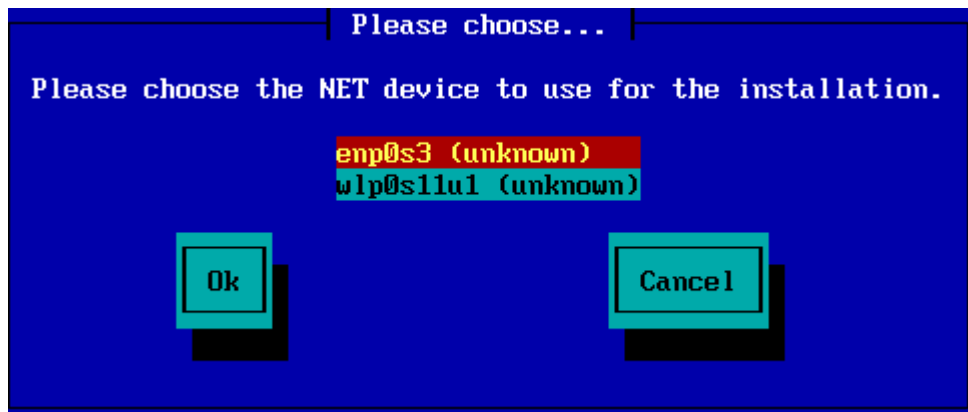 Please choose...
Please choose the NET device to use for the installation.
enp0s3 (unknown)
wlp0s11u1 (unknown)
Ok
Cancel